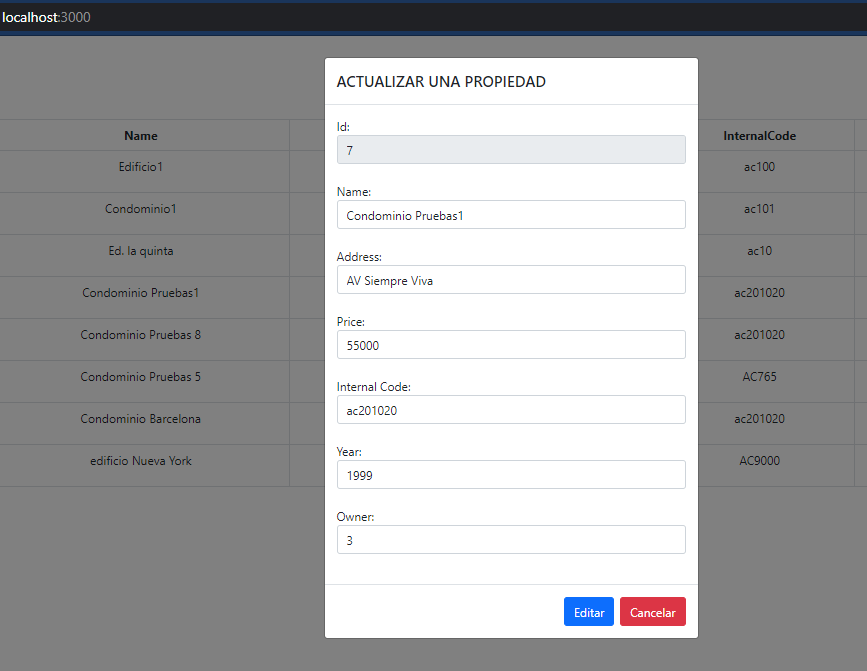 localhost:3000
ACTUALIZAR UNA PROPIEDAD
Id:
7
Name:
Condominio Pruebas1
Address:
AV Siempre Viva
Price:
55000
Internal Code:
ac201020
Year:
1999
Owner:
3
Editar Cancelar
Name InternalCode
Edificio1 ac100
Condominio1 ac101
Ed. la quinta ac10
Condominio Pruebas1 ac201020
Condominio Pruebas 8 ac201020
Condominio Pruebas 5 AC765
Condominio Barcelona ac201020
edificio Nueva York AC9000